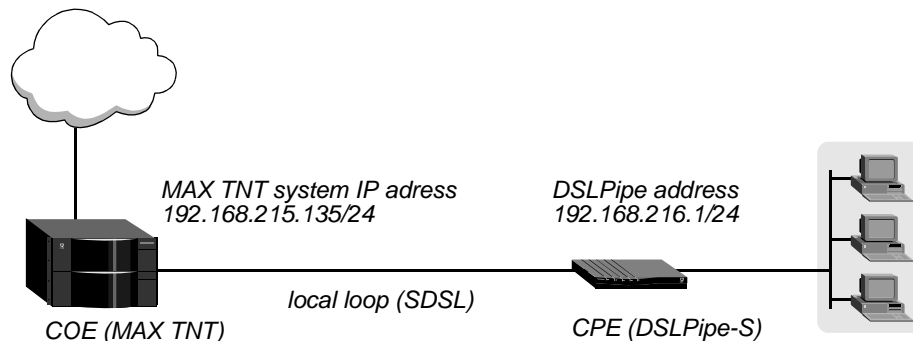 MAX TNT system IP adress
192.168.215.135/24
DSLPipe address
192.168.216.1/24
local loop (SDSL)
COE (MAX TNT)
CPE (DSLPipe-S)